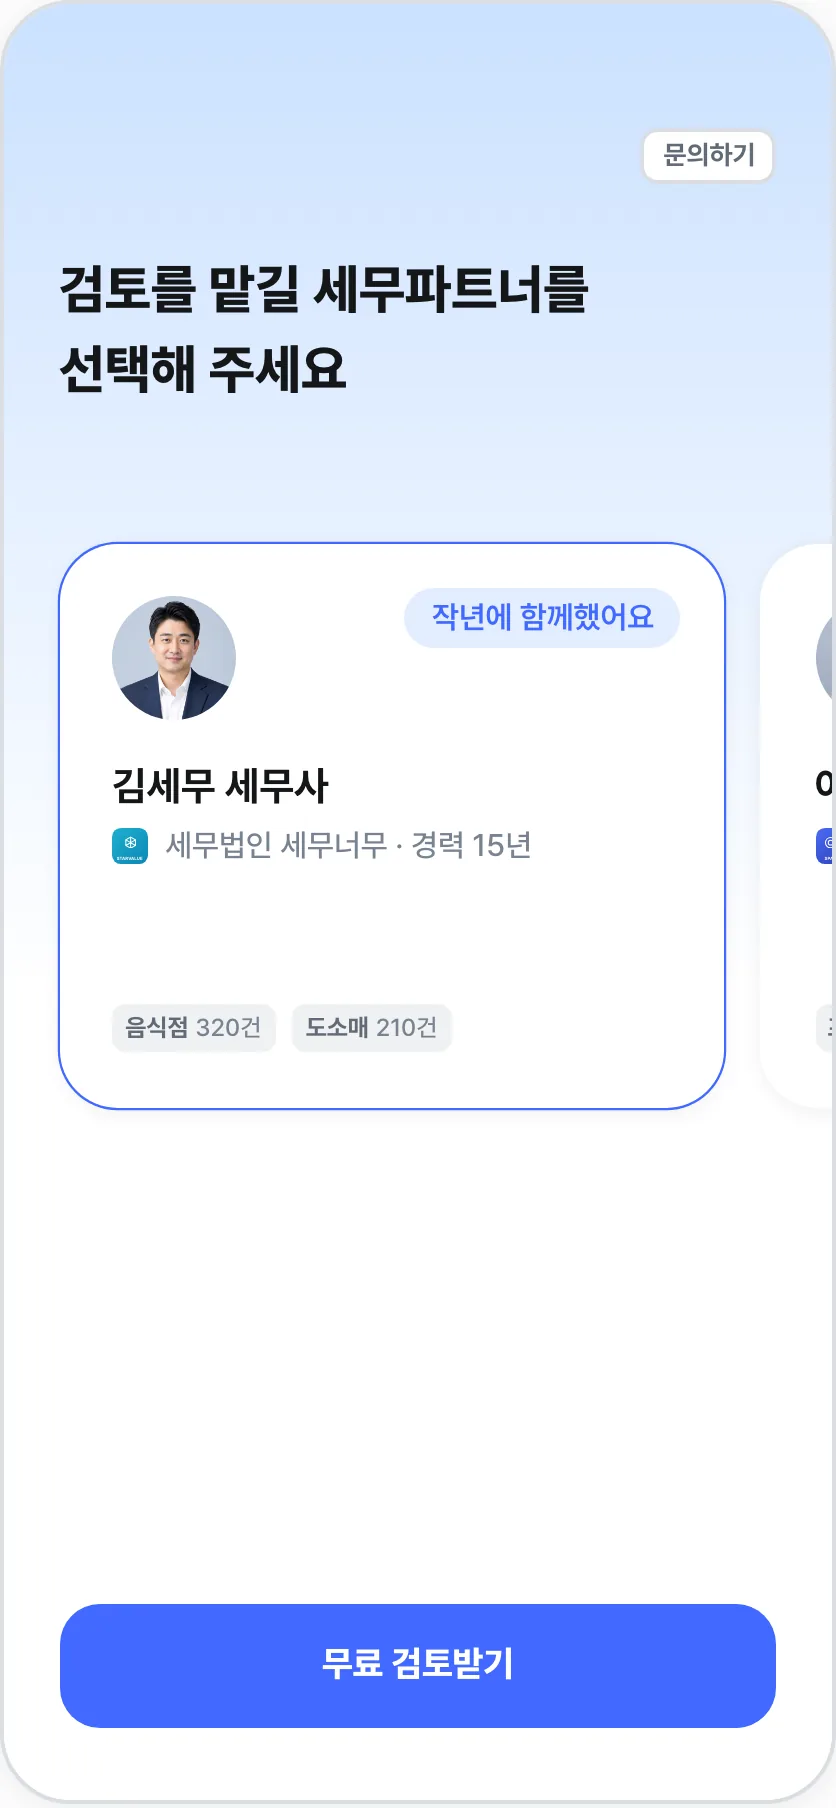 문의하기
검토를 맡길 세무파트너를
선택해 주세요
작년에 함께했어요
김세무 세무사
세무법인 세무너무 · 경력 15년
음식점 320건 도소매 210건
무료 검토받기